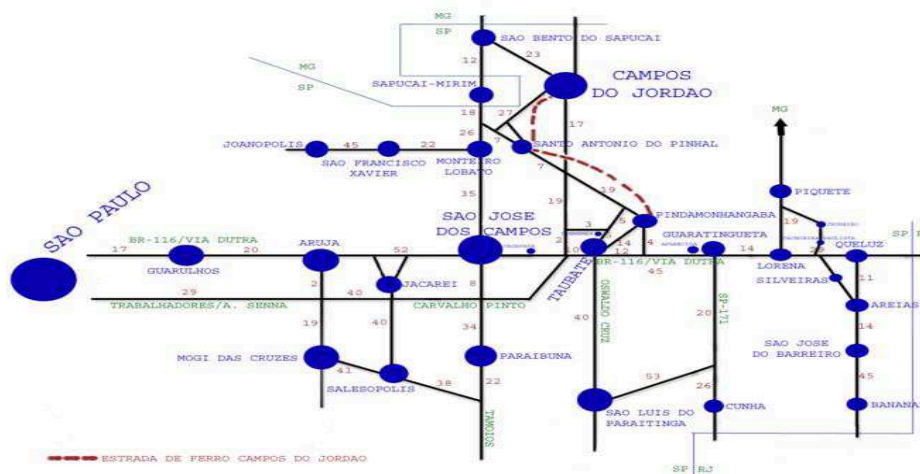 MG
SP
SAO BENTO DO SAPUCAI
12
23
MG
SP
SAPUCAI-MIRIM
CAMPOS
DO JORDAO
18
27
17
MG
26
7
JOANOPOLIS
45
22
SANTO ANTONIO DO PINHAL
SAO FRANCISCO
XAVIER
MONTEIRO
LOBATO
7
35
19
19
PIQUETE
SAO PAULO
SAO JOSE
DOS CAMPOS
PINDAMONHANGABA
GUARATINGUETA
19
SP
QUELUZ
17
BR-116/VIA DUTRA
20
ARUJA
52
2
10
3
5
5
14
12
4
14
29
GUARULHOS
TAUBATE
BR-116/VIA DUTRA
45
LORENA
SILVEIRAS
11
2
JACAREI
8
29
40
TRABALHADORES/A. SENNA
CARVALHO PINTO
AREIAS
OSWALDO CRUZ
SP-171
20
14
19
40
34
40
SAO JOSE
DO BARREIRO
MOGI DAS CRUZES
PARAIBUNA
41
38
22
53
26
45
SALESOPOLIS
TAMOIOS
SAO LUIS DO
PARAITINGA
CUNHA
BANANA
ESTRADA DE FERRO CAMPOS DO JORDAO
SP
RJ